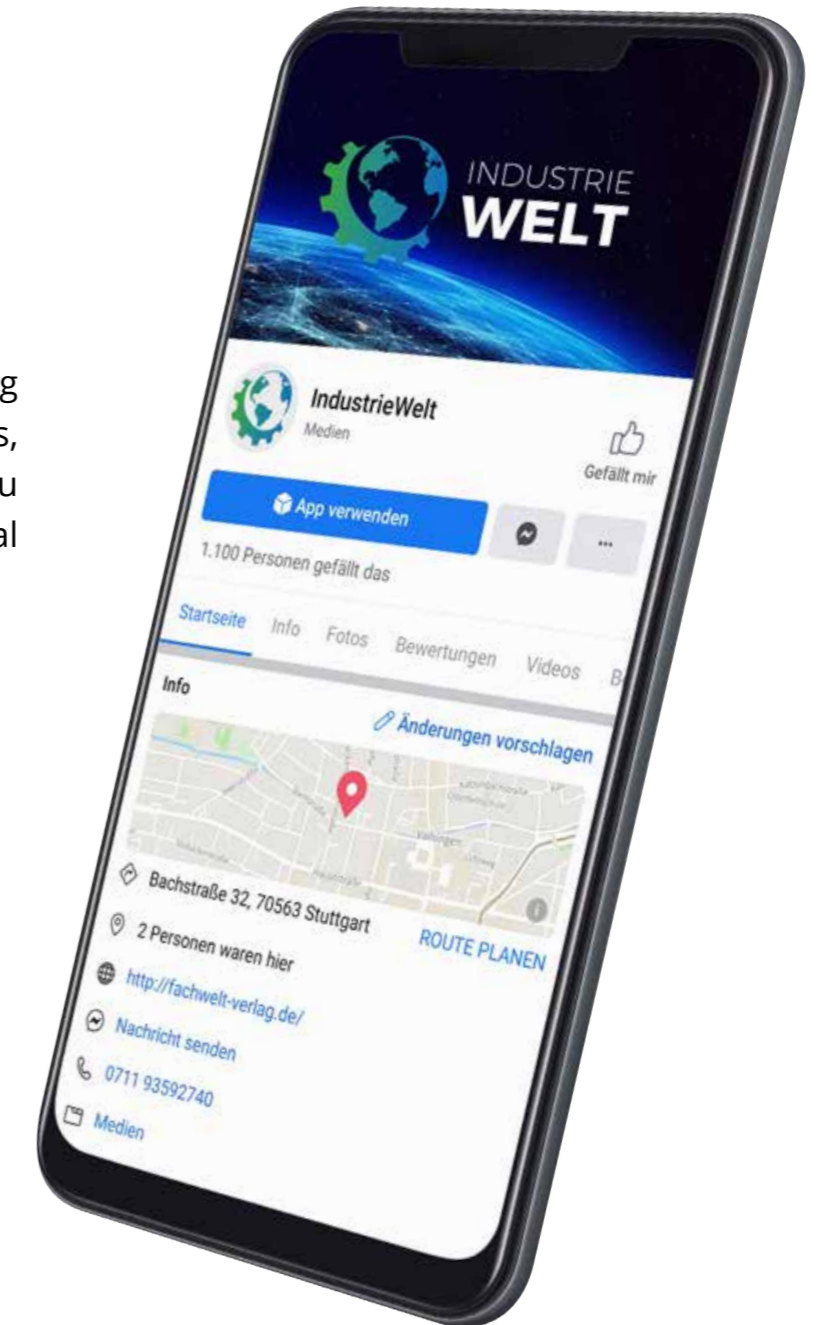 INDUSTRIE
WELT
g
s,
u
al
IndustrieWelt
Medien
Gefällt mir
App verwenden
...
1.100 Personen gefällt das
Startseite Info Fotos Bewertungen Videos B
Info
Änderungen vorschlagen
Bachstraße 32, 70563 Stuttgart
ROUTE PLANEN
2 Personen waren hier
http://fachwelt-verlag.de/
Nachricht senden
0711 93592740
Medien